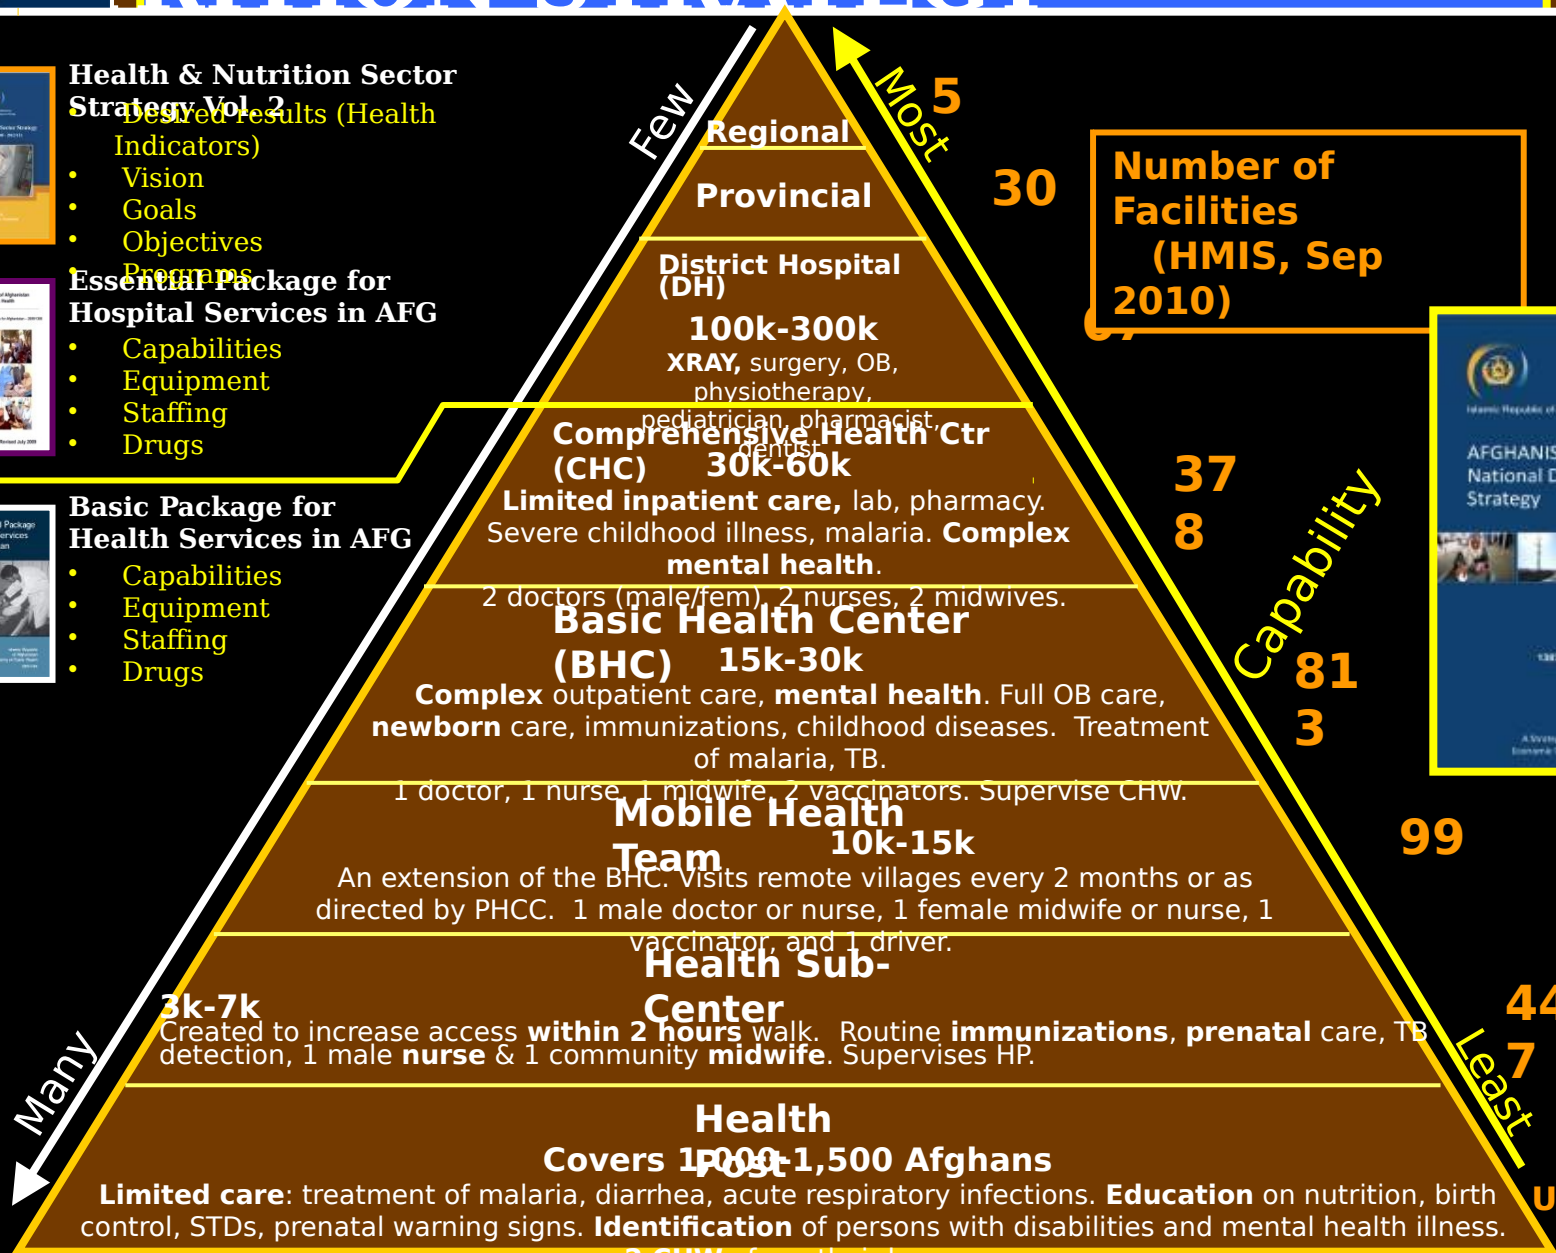 Health & Nutrition Sector
Strategy Vol. 2
• Desired results (Health
Indicators)
• Vision
• Goals
• Objectives
• Programs
Essential Package for
Hospital Services in AFG
• Capabilities
• Equipment
• Staffing
• Drugs
Basic Package for
Health Services in AFG
• Capabilities
• Equipment
• Staffing
• Drugs
Few
Many
Most
Capability
Least
Number of
Facilities
(HMIS, Sep
2010)
Regional
5
Provincial
30
District Hospital
(DH)
100k-300k
XRAY, surgery, OB,
physiotherapy,
pediatrician, pharmacist,
dentist
Comprehensive Health Ctr
(CHC) 30k-60k
Limited inpatient care, lab, pharmacy.
Severe childhood illness, malaria. Complex
mental health.
2 doctors (male/fem), 2 nurses, 2 midwives.
37
8
Basic Health Center
(BHC) 15k-30k
Complex outpatient care, mental health. Full OB care,
newborn care, immunizations, childhood diseases. Treatment
of malaria, TB.
1 doctor, 1 nurse, 1 midwife, 2 vaccinators. Supervise CHW.
81
3
Mobile Health
Team 10k-15k
An extension of the BHC. Visits remote villages every 2 months or as
directed by PHCC. 1 male doctor or nurse, 1 female midwife or nurse, 1
vaccinator, and 1 driver.
99
Health Sub-
Center
3k-7k
Created to increase access within 2 hours walk. Routine immunizations, prenatal care, TB
detection, 1 male nurse & 1 community midwife. Supervises HP.
44
7
Health
Post
Covers 1,000-1,500 Afghans
Limited care: treatment of malaria, diarrhea, acute respiratory infections. Education on nutrition, birth
control, STDs, prenatal warning signs. Identification of persons with disabilities and mental health illness.
U
AFGHANIS
National D
Strategy